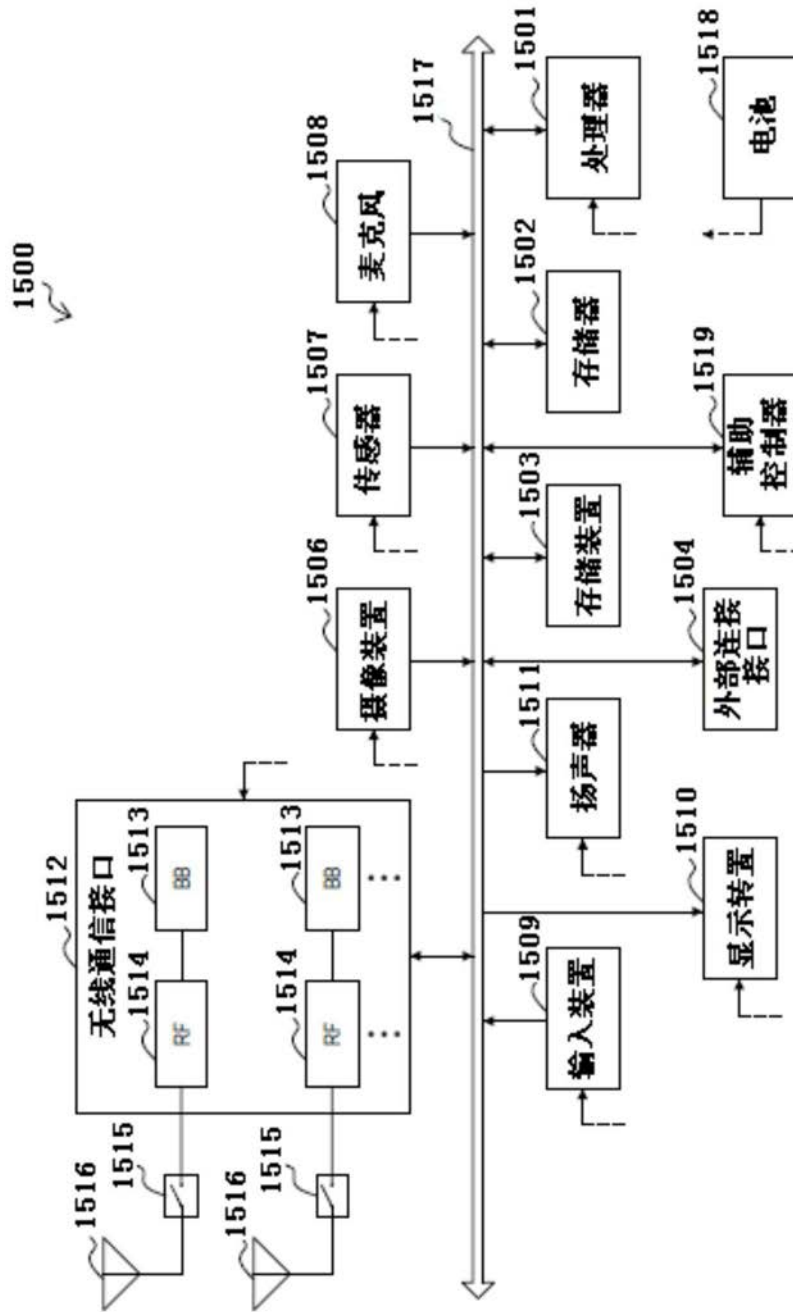 1500
1512
无线通信接口
1516
1515
1514
RF
1513
BB
1516
1515
1514
RF
1513
BB
1506
摄像装置
1507
传感器
1508
麦克风
1517
1509
输入装置
1511
扬声器
1503
存储装置
1502
存储器
1501
处理器
1510
显示转置
1504
外部连接
接口
1519
辅助
控制器
1518
电池